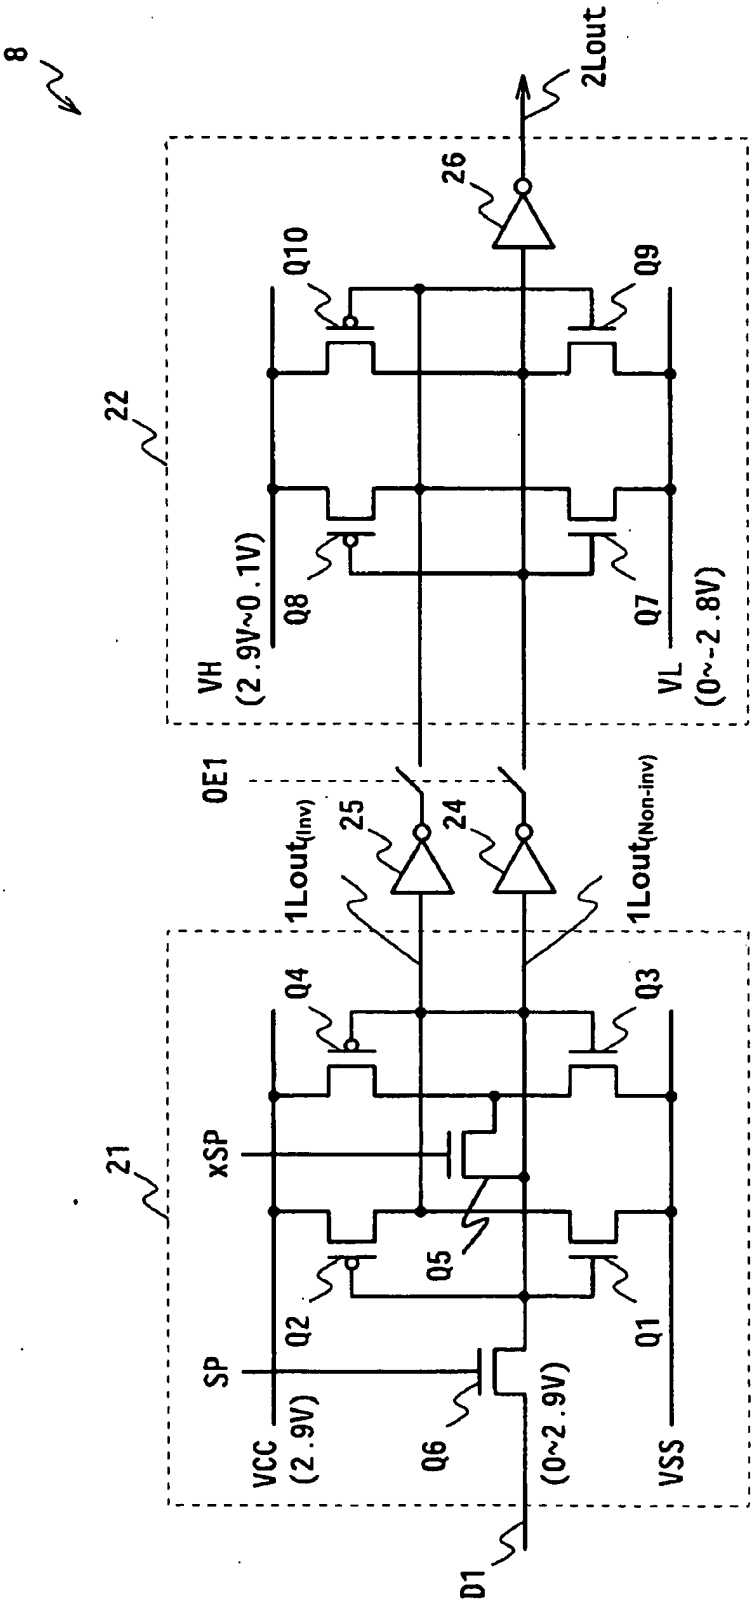 8
22
VH
(2.9V~0.1V)
Q8
Q10
26
2Lout
Q7
Q9
VL
(0~-2.8V)
OE1
1Lout(Inv)
25
24
1Lout(Non-inv)
21
SP
xSP
VCC
(2.9V)
Q2
Q4
Q6
Q5
(0~2.9V)
Q1
Q3
VSS
D1